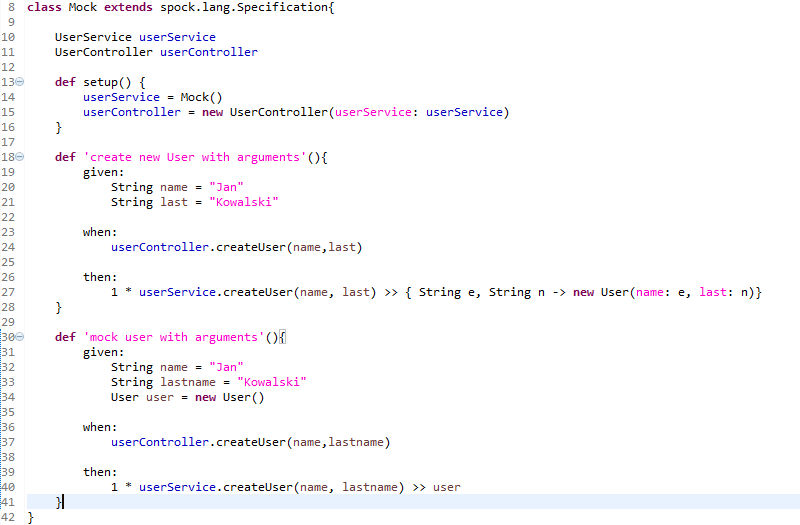 8 class Mock extends spock.lang.Specification{
9
10     UserService userService
11     UserController userController
12
13     def setup() {
14         userService = Mock()
15         userController = new UserController(userService: userService)
16     }
17
18     def 'create new User with arguments'(){
19         given:
20             String name = "Jan"
21             String last = "Kowalski"
22
23         when:
24             userController.createUser(name,last)
25
26         then:
27             1 * userService.createUser(name, last) >> { String e, String n -> new User(name: e, last: n)}
28     }
29
30     def 'mock user with arguments'(){
31         given:
32             String name = "Jan"
33             String lastname = "Kowalski"
34             User user = new User()
35
36         when:
37             userController.createUser(name,lastname)
38
39         then:
40             1 * userService.createUser(name, lastname) >> user
41     }
42 }